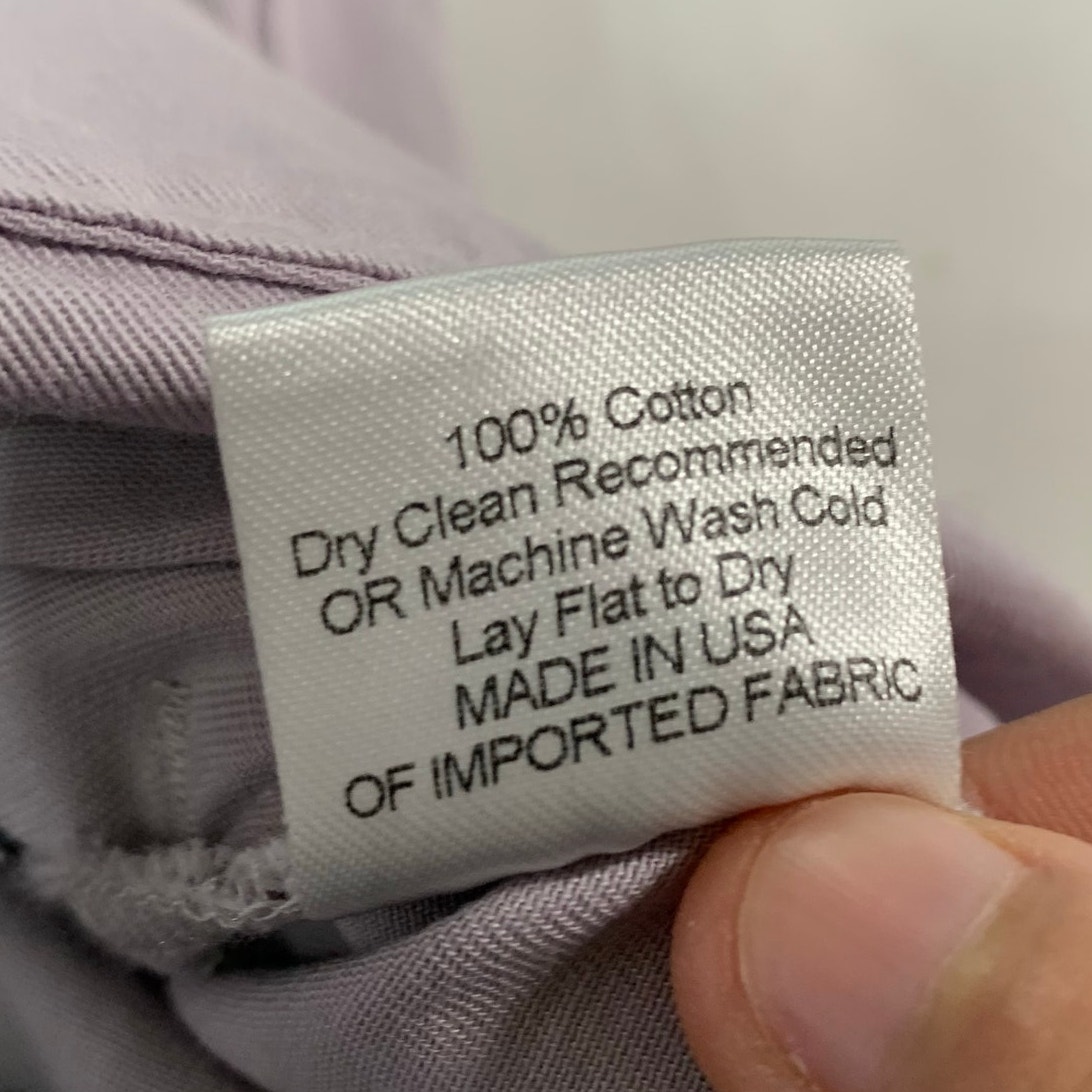 100% Cotton
Dry Clean Recommended
OR Machine Wash Cold
Lay Flat to Dry
MADE IN USA
OF IMPORTED FABRIC